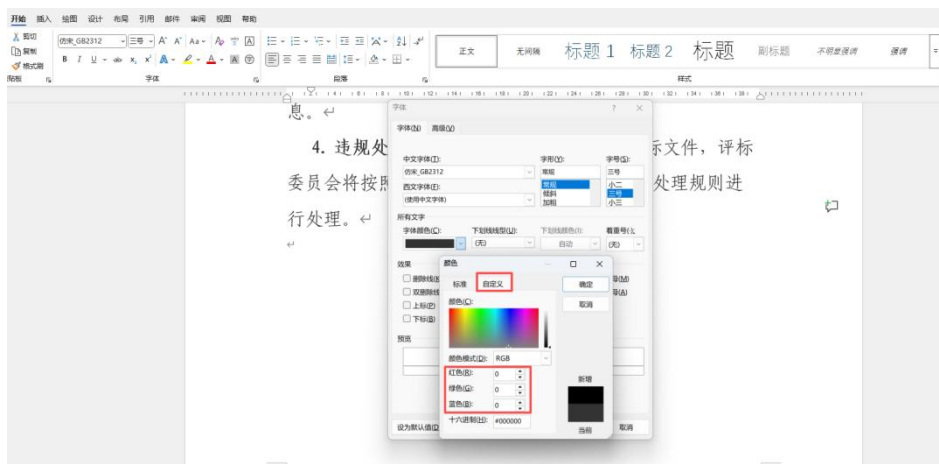 开始 插入 绘图 设计 布局 引用 邮件 审阅 视图 帮助
剪切
复制
格式刷
仿宋_GB2312 三号
字体
段落
样式
正文 无间隔 标题 1 标题 2 标题 副标题 不明显强调 强调
息。
4. 违规处
标文件，评标
委员会将按照
处理规则进
行处理。
字体
字体(N) 高级(V)
中文字体(T): 字形(Y): 字号(S):
仿宋_GB2312 常规 三号
西文字体(F): 常规 小二
(使用中文字体) 倾斜 三号
加粗 小三
所有文字
字体颜色(C): 下划线线型(U): 下划线颜色(I): 着重号(·):
(无) 自动 (无)
效果
双删除线
上标(P)
下标(B)
预览
设为默认值(D
取消
颜色
标准 自定义
确定
取消
颜色(C):
颜色模式(D): RGB
红色(R): 0
绿色(G): 0
蓝色(B): 0
十六进制(H): #000000
新增
当前